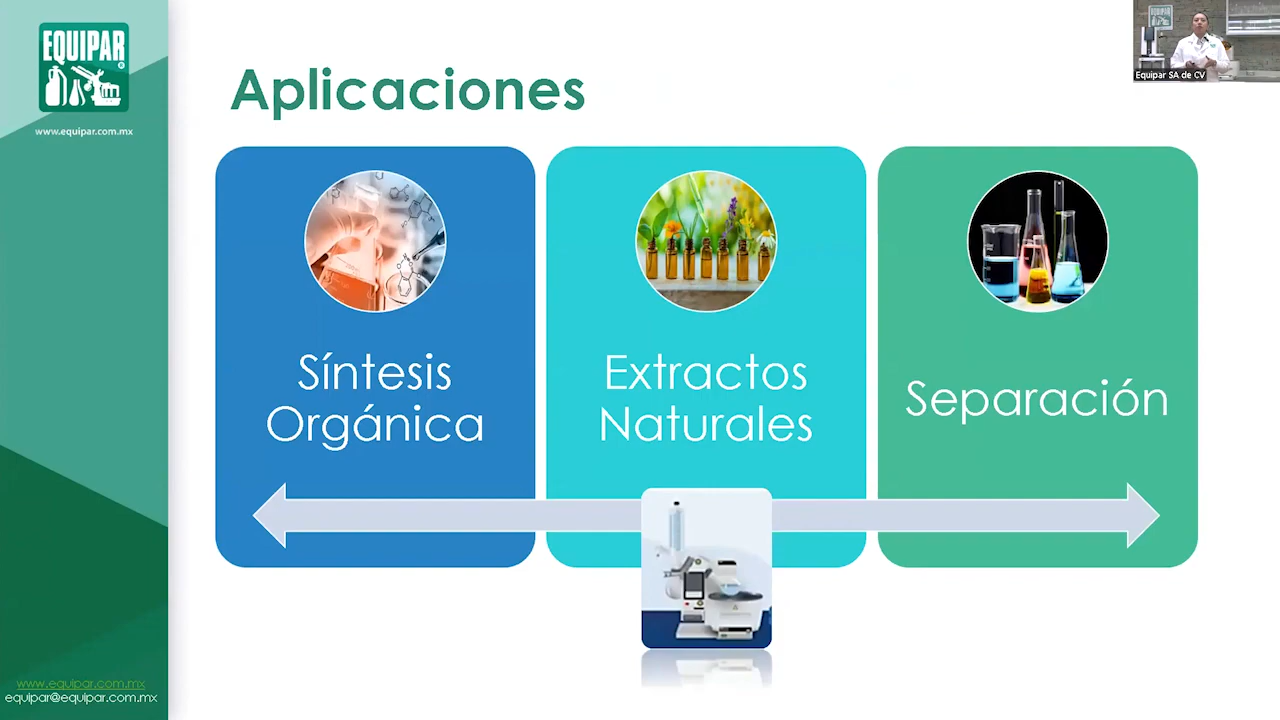 EQUIPAR
www.equipar.com.mx
Aplicaciones
Equipar SA de CV
Síntesis
Orgánica
Extractos
Naturales
Separación
www.equipar.com.mx
equipar@equipar.com.mx